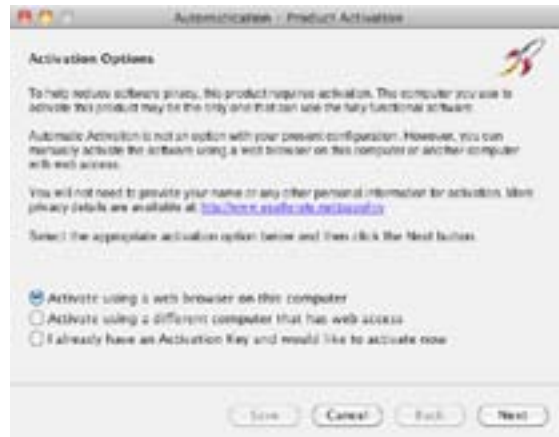 Product Activation
Activation Options
To help reduce software piracy, this product requires activation. The computer you use to
activate this product may be the only one that can use the fully functional software.
Automatic Activation is not an option with your present configuration. However, you can
manually activate the software using a web browser on this computer or another computer
with web access.
You will not need to provide your name or any other personal information for activation. More
privacy details are available at
Select the appropriate activation option below and then click the Next button.
Activate using a web browser on this computer
Activate using a different computer that has web access
I already have an Activation Key and would like to activate now
Save
Cancel
Back
Next